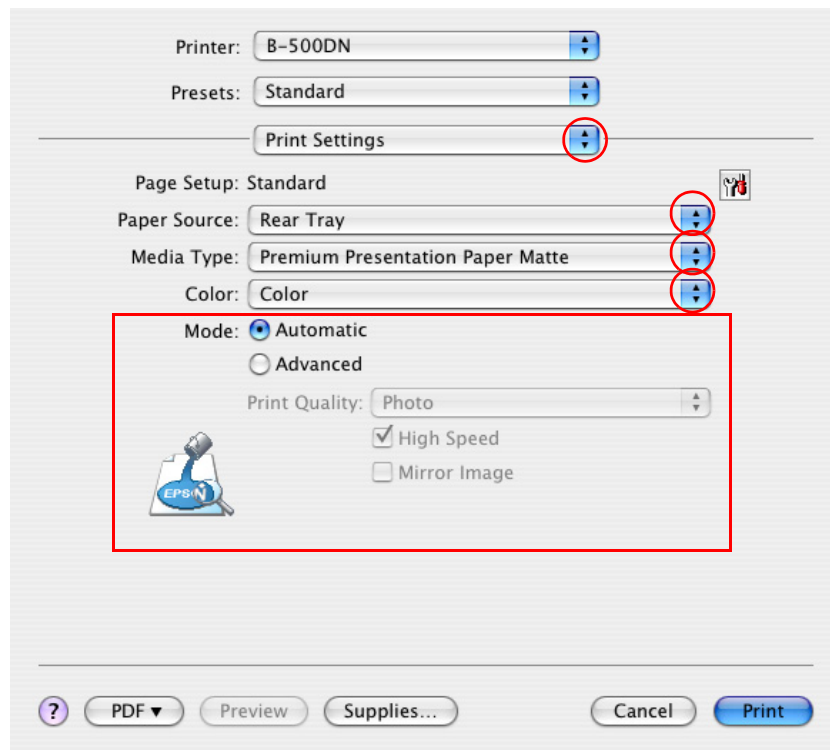 Printer: B-500DN
Presets: Standard
Print Settings
Page Setup: Standard
Paper Source: Rear Tray
Media Type: Premium Presentation Paper Matte
Color: Color
Mode: Automatic
Advanced
Print Quality: Photo
High Speed
Mirror Image
EPSON
? PDF ▼ Preview Supplies... Cancel Print